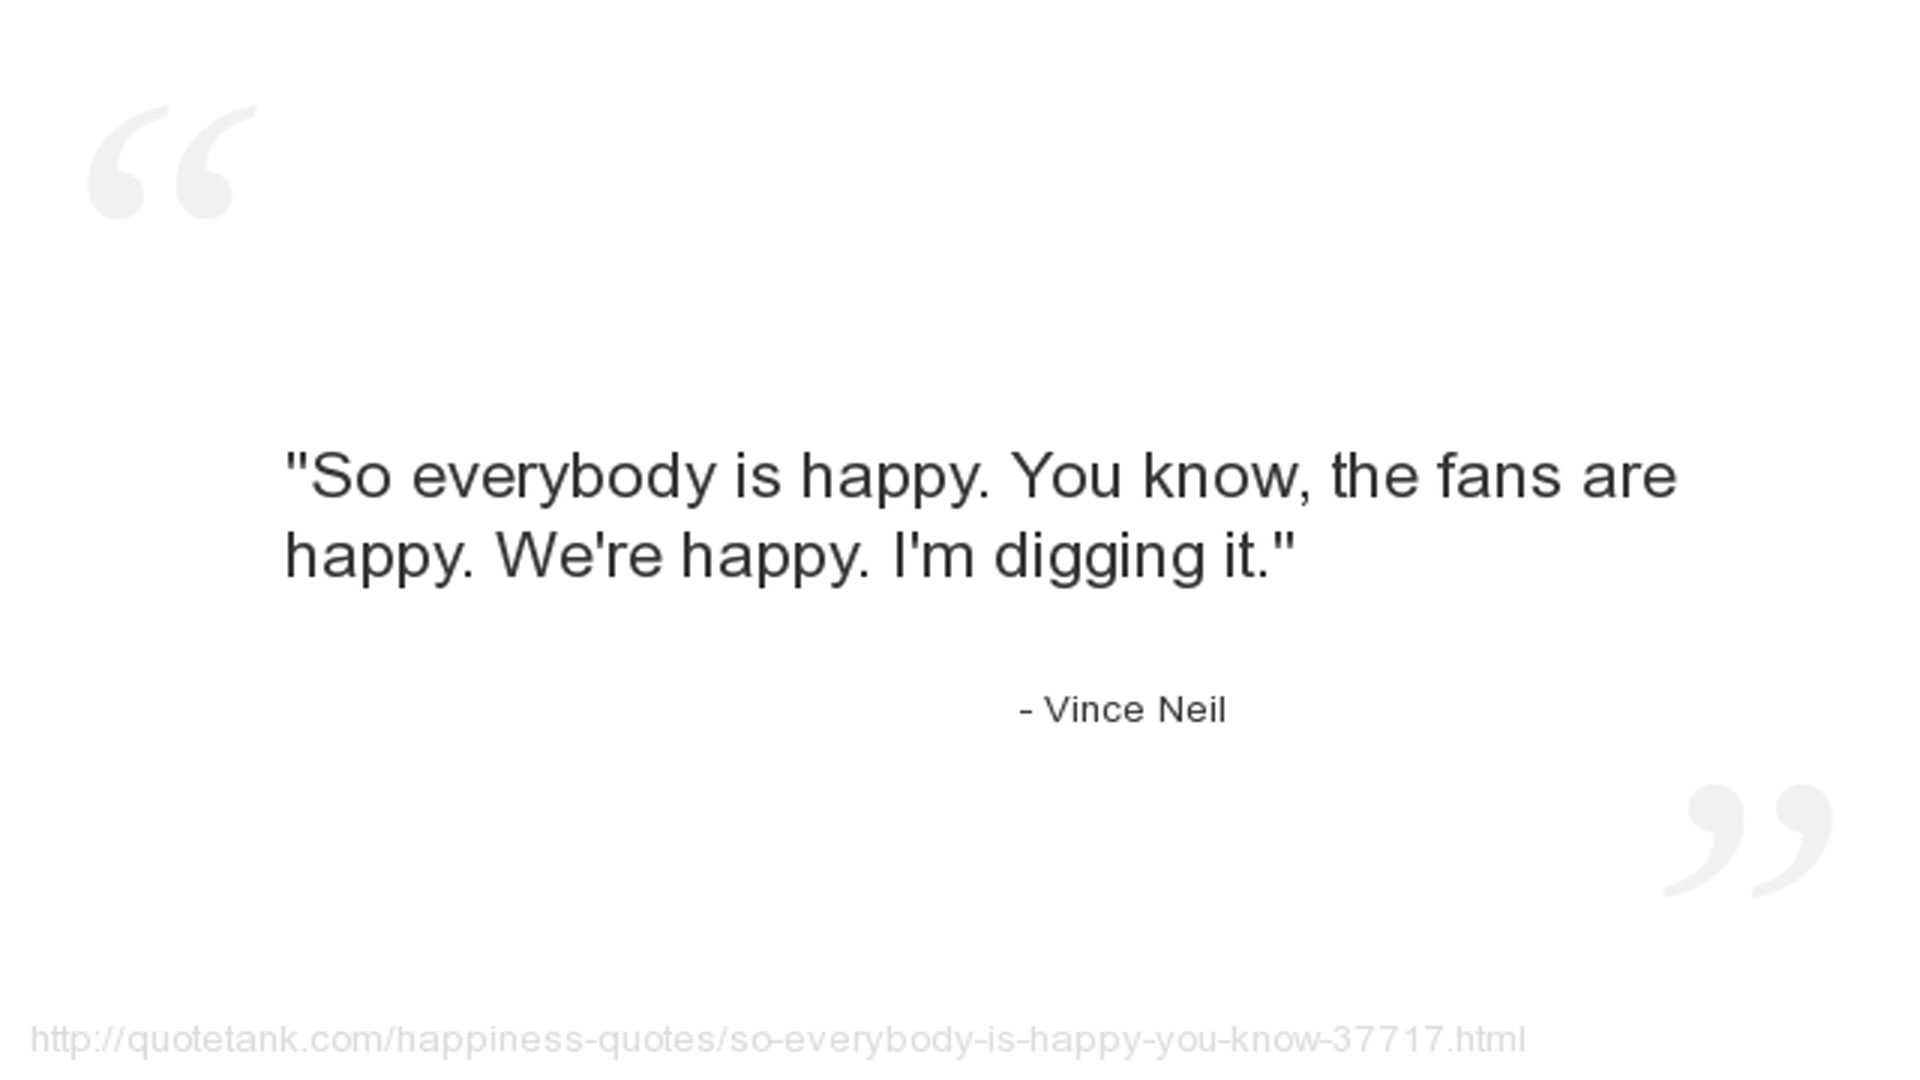 "So everybody is happy. You know, the fans are
happy. We're happy. I'm digging it."
- Vince Neil
http://quotetank.com/happiness-quotes/so-everybody-is-happy-you-know-37717.html